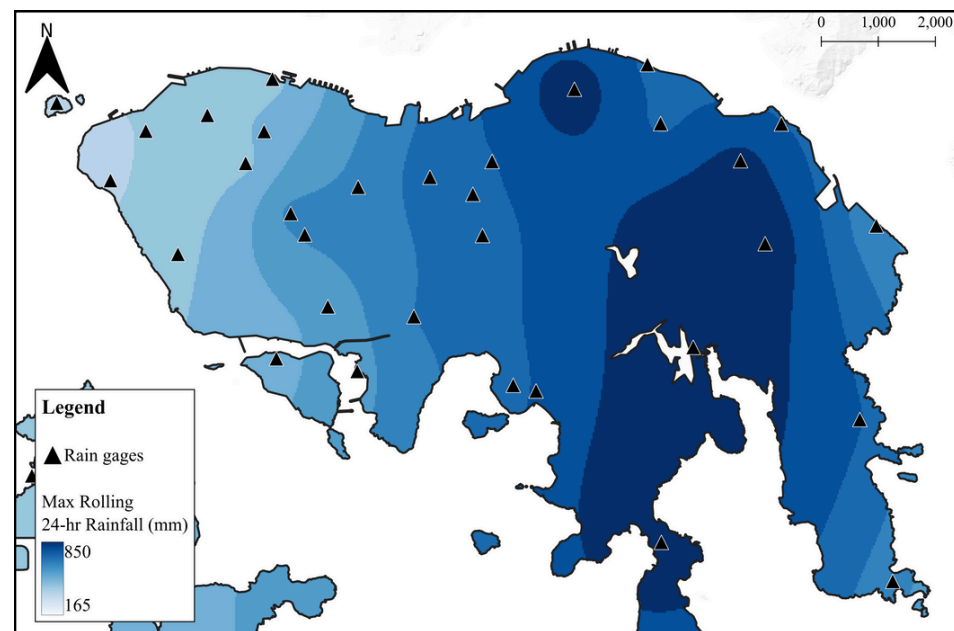 N
0 1,000 2,000
Legend
Rain gages
Max Rolling
24-hr Rainfall (mm)
850
165